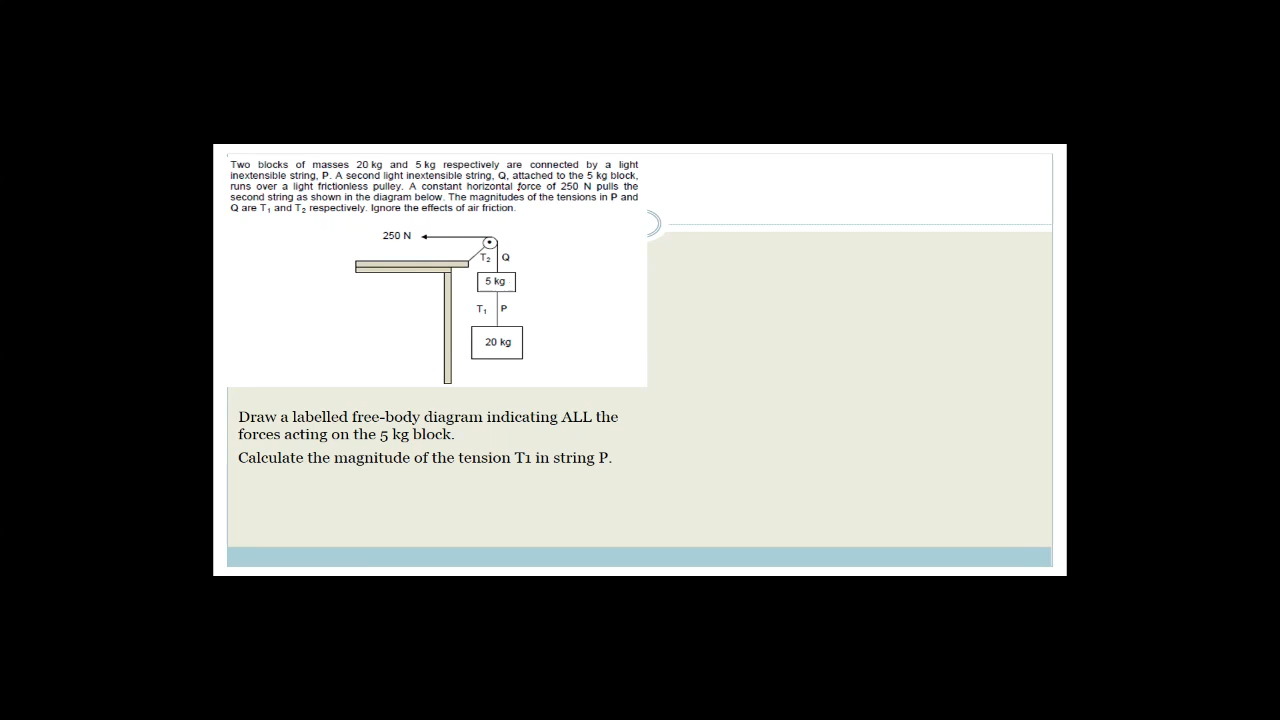 Two blocks of masses 20 kg and 5 kg respectively are connected by a light
inextensible string, P. A second light inextensible string, Q, attached to the 5 kg block,
runs over a light frictionless pulley. A constant horizontal force of 250 N pulls the
second string as shown in the diagram below. The magnitudes of the tensions in P and
Q are T₁ and T₂ respectively. Ignore the effects of air friction.
250 N
T₂ Q
5 kg
T₁ P
20 kg
Draw a labelled free-body diagram indicating ALL the
forces acting on the 5 kg block.
Calculate the magnitude of the tension T1 in string P.